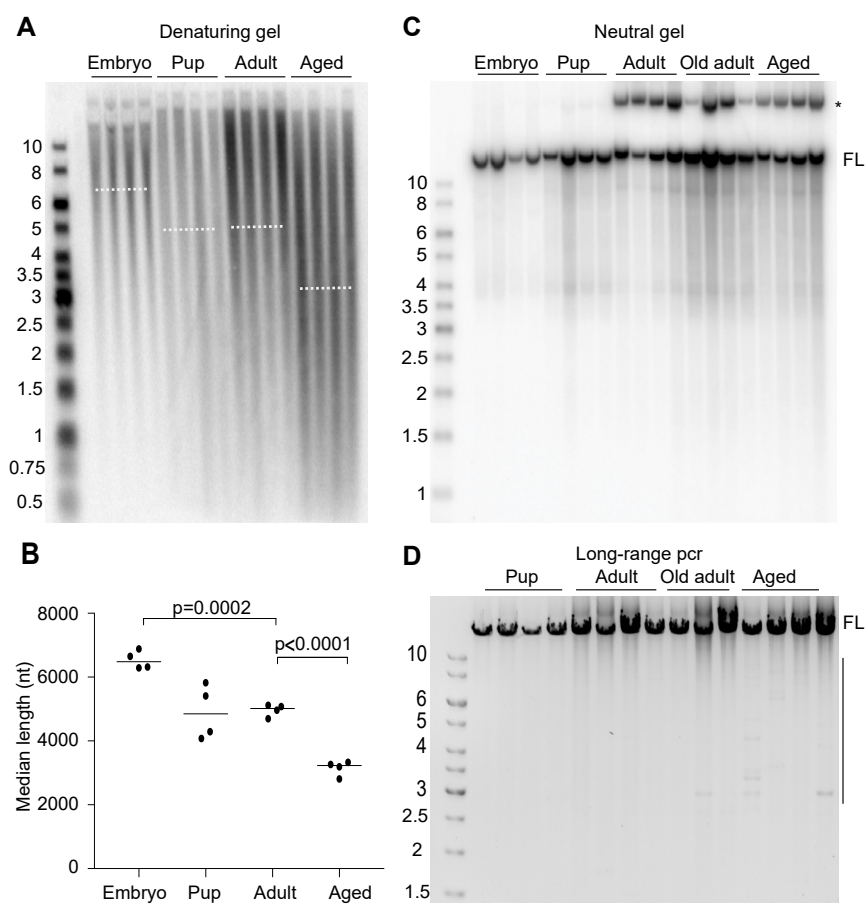 A
Denaturing gel
Embryo Pup Adult Aged
10
8
6
5
4
3.5
3
2.5
2
1.5
1
0.75
0.5
B
Median length (nt)
8000
6000
4000
2000
0
p=0.0002
p<0.0001
Embryo Pup Adult Aged
C
Neutral gel
Embryo Pup Adult Old adult Aged
*
FL
10
8
6
5
4
3.5
3
2.5
2
1.5
1
D
Long-range pcr
Pup Adult Old adult Aged
FL
10
6
5
4
3
2.5
2
1.5